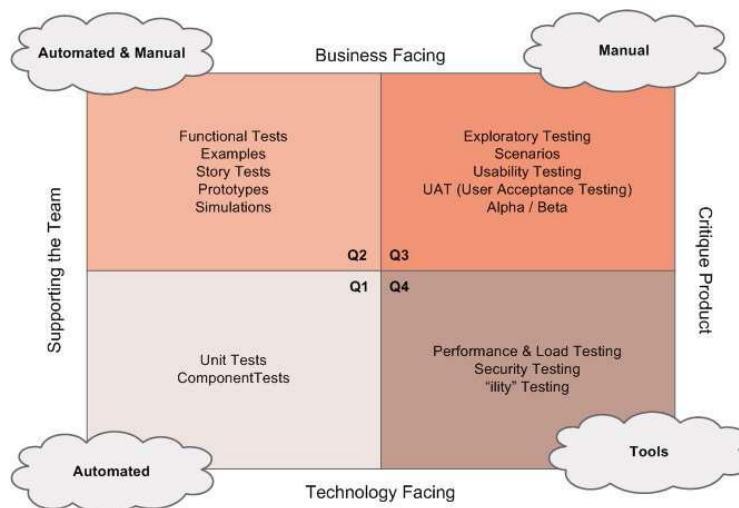 Automated & Manual
Business Facing
Manual
Supporting the Team
Functional Tests
Examples
Story Tests
Prototypes
Simulations
Q2
Exploratory Testing
Scenarios
Usability Testing
UAT (User Acceptance Testing)
Alpha / Beta
Q3
Critique Product
Q1
Unit Tests
ComponentTests
Q4
Performance & Load Testing
Security Testing
“ility” Testing
Automated
Technology Facing
Tools